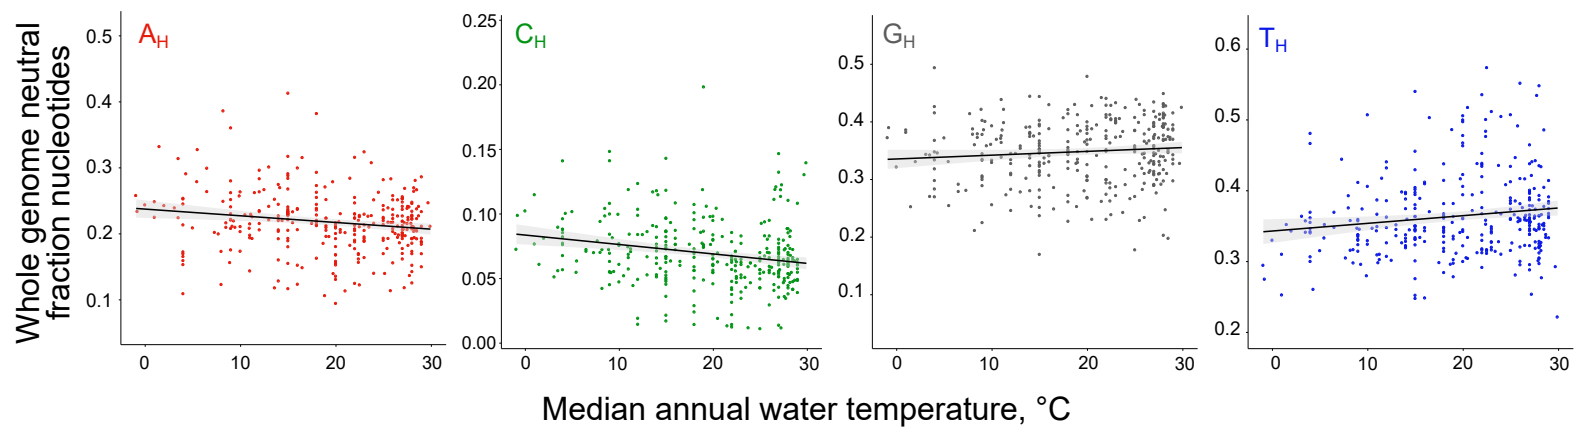 Whole genome neutral
fraction nucleotides
A_H
0.5
0.4
0.3
0.2
0.1
0 10 20 30
C_H
0.25
0.20
0.15
0.10
0.05
0.00
0 10 20 30
G_H
0.5
0.4
0.3
0.2
0.1
0 10 20 30
T_H
0.6
0.5
0.4
0.3
0.2
0 10 20 30
Median annual water temperature, °C